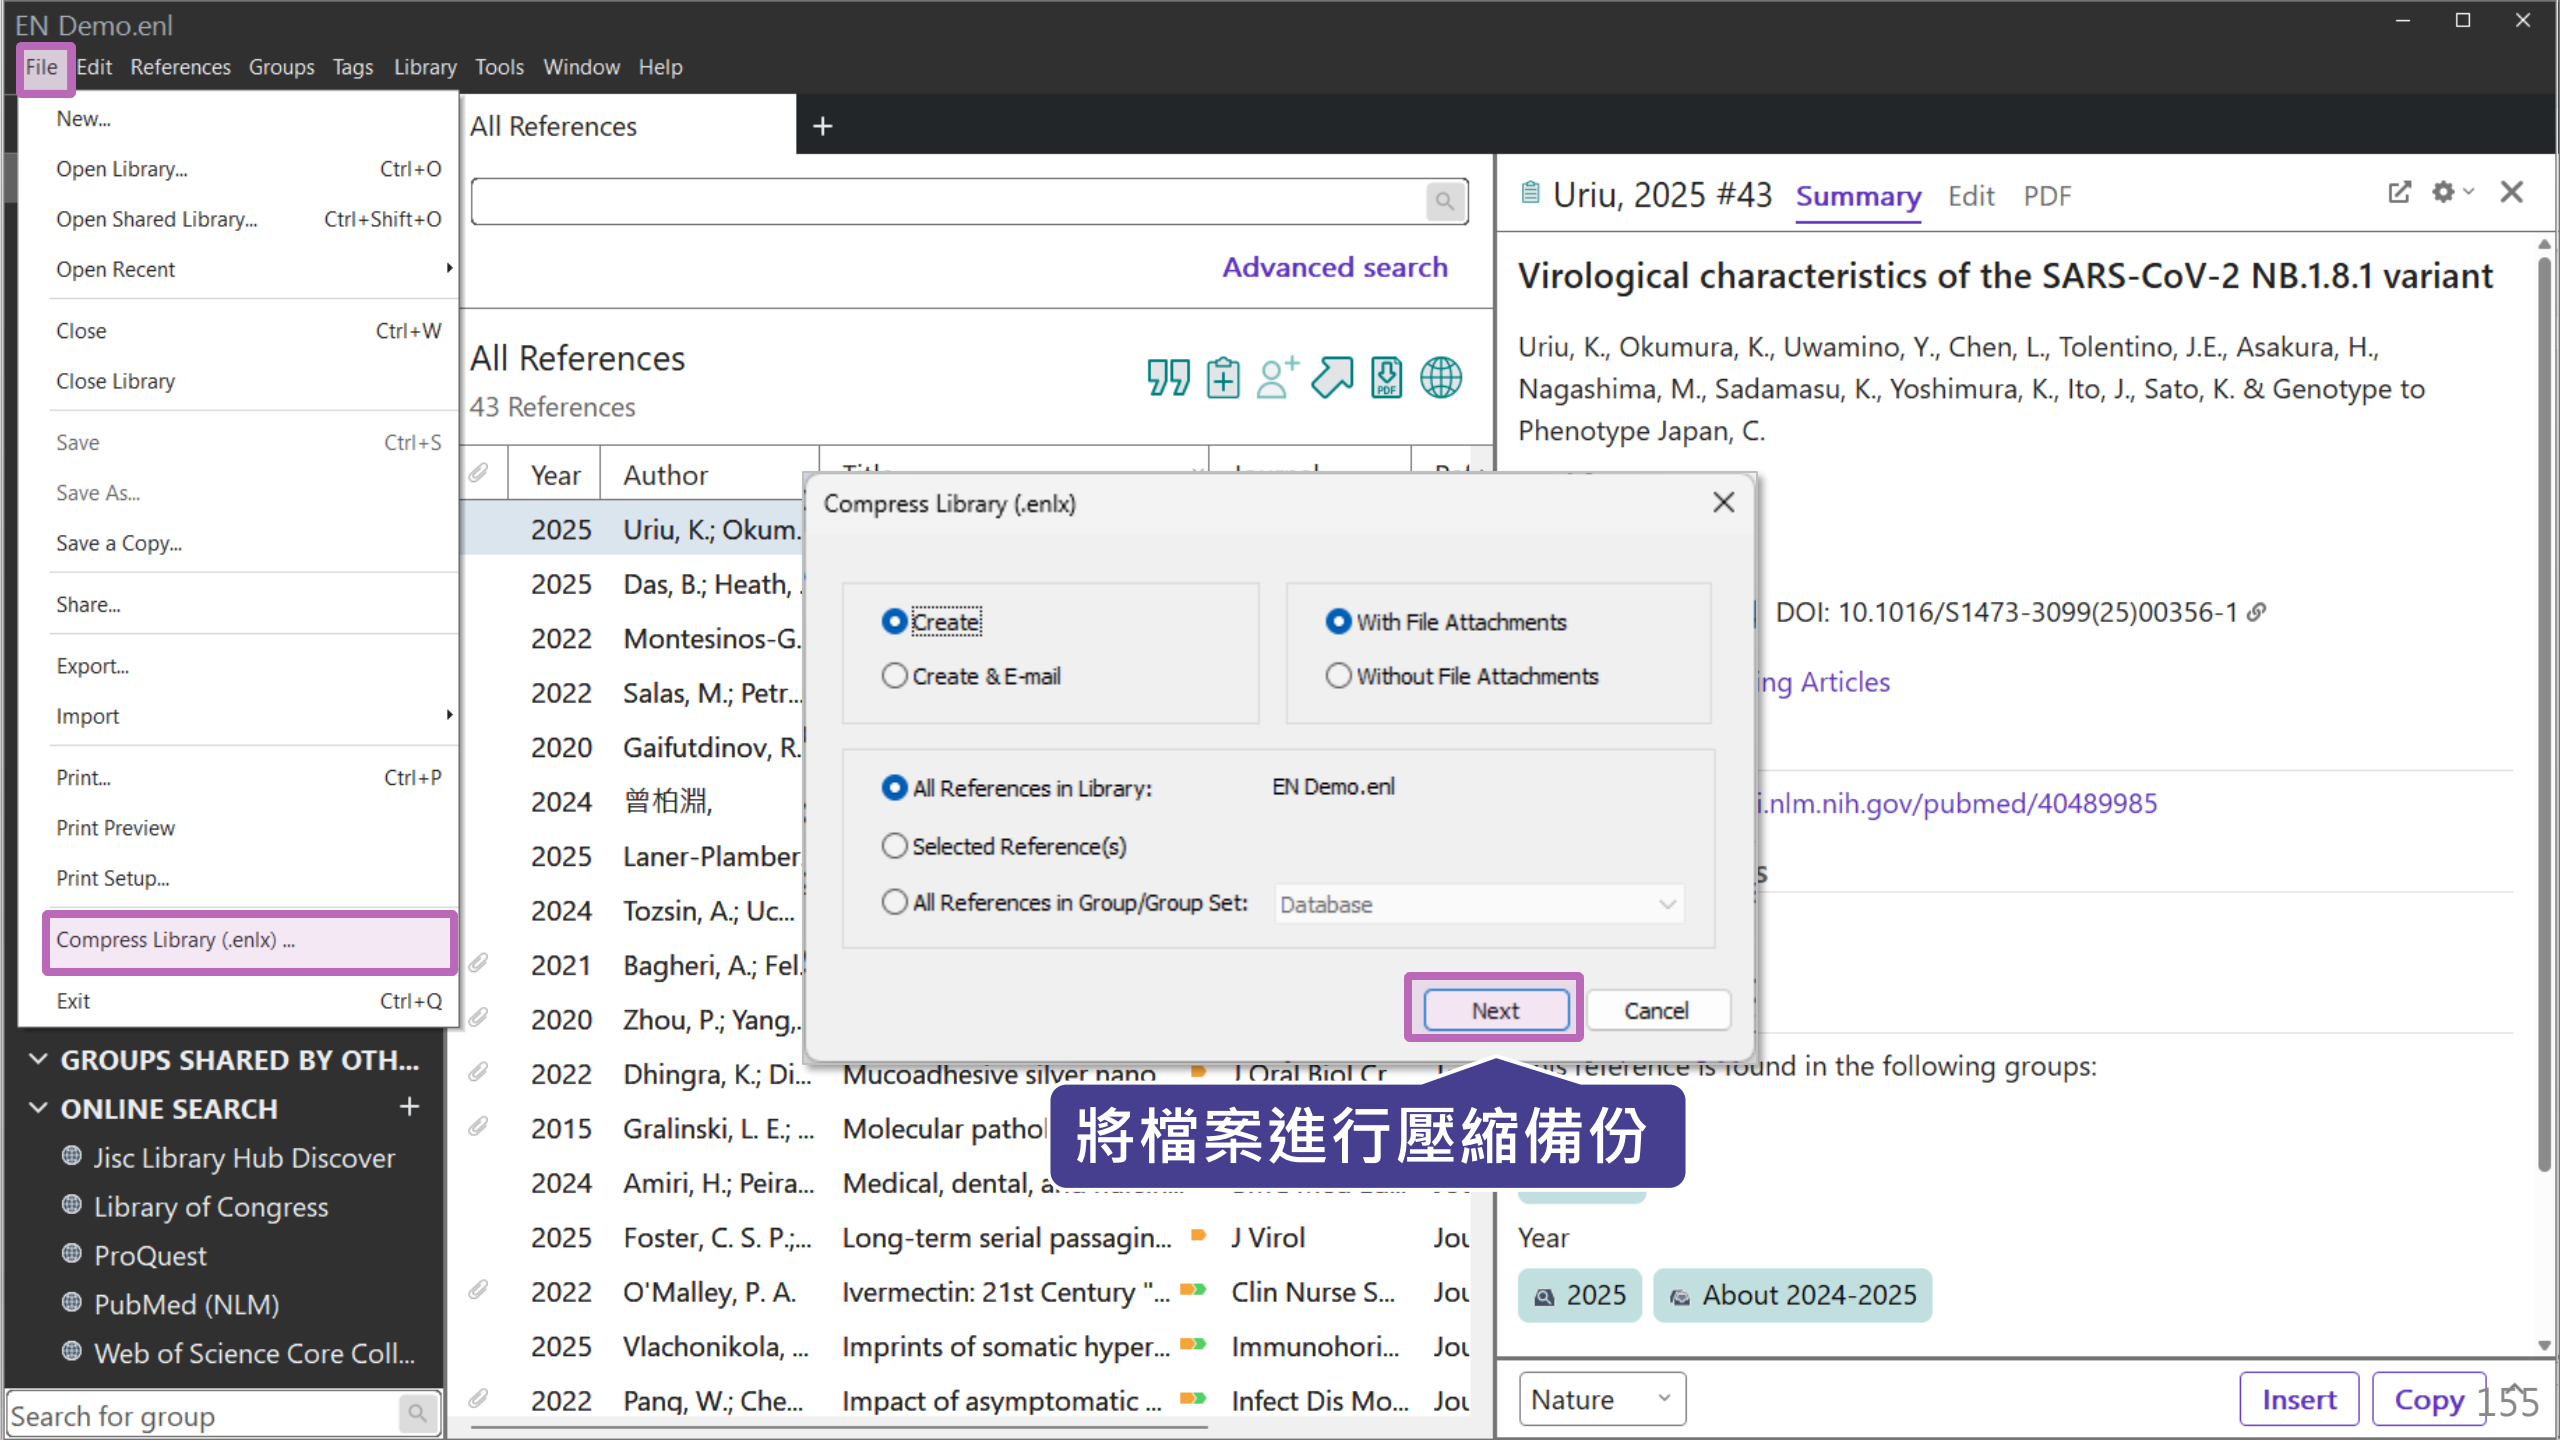 EN Demo.enl
File Edit References Groups Tags Library Tools Window Help
New...
Open Library... Ctrl+O
Open Shared Library... Ctrl+Shift+O
Open Recent
Close Ctrl+W
Close Library
Save Ctrl+S
Save As...
Save a Copy...
Share...
Export...
Import
Print... Ctrl+P
Print Preview
Print Setup...
Compress Library (.enlx) ...
Exit Ctrl+Q
GROUPS SHARED BY OTH...
ONLINE SEARCH +
Jisc Library Hub Discover
Library of Congress
ProQuest
PubMed (NLM)
Web of Science Core Coll...
Search for group
All References +
Advanced search
All References
43 References
PDF
Year Author
2025 Uriu, K.; Okum.
2025 Das, B.; Heath,
2022 Montesinos-G.
2022 Salas, M.; Petr...
2020 Gaifutdinov, R.
2024 曾柏淵,
2025 Laner-Plamber
2024 Tozsin, A.; Uc...
2021 Bagheri, A.; Fel.
2020 Zhou, P.; Yang,.
2022 Dhingra, K.; Di... Mucoadhesive silver nano J Oral Biol Cr
2015 Gralinski, L. E.; ... Molecular pathol
2024 Amiri, H.; Peira... Medical, dental,
2025 Foster, C. S. P.;... Long-term serial passagin... J Virol Jou
2022 O'Malley, P. A. Ivermectin: 21st Century "... Clin Nurse S... Jou
2025 Vlachonikola, ... Imprints of somatic hyper... Immunohori... Jou
2022 Pang, W.; Che... Impact of asymptomatic ... Infect Dis Mo... Jou
Compress Library (.enlx)
Create
Create & E-mail
With File Attachments
Without File Attachments
All References in Library: EN Demo.enl
Selected Reference(s)
All References in Group/Group Set: Database
Next Cancel
將檔案進行壓縮備份
Uriu, 2025 #43 Summary Edit PDF
Virological characteristics of the SARS-CoV-2 NB.1.8.1 variant
Uriu, K., Okumura, K., Uwamino, Y., Chen, L., Tolentino, J.E., Asakura, H.,
Nagashima, M., Sadamasu, K., Yoshimura, K., Ito, J., Sato, K. & Genotype to
Phenotype Japan, C.
DOI: 10.1016/S1473-3099(25)00356-1
ing Articles
i.nlm.nih.gov/pubmed/40489985
s
reference is found in the following groups:
Year
2025 About 2024-2025
Nature Insert Copy
155